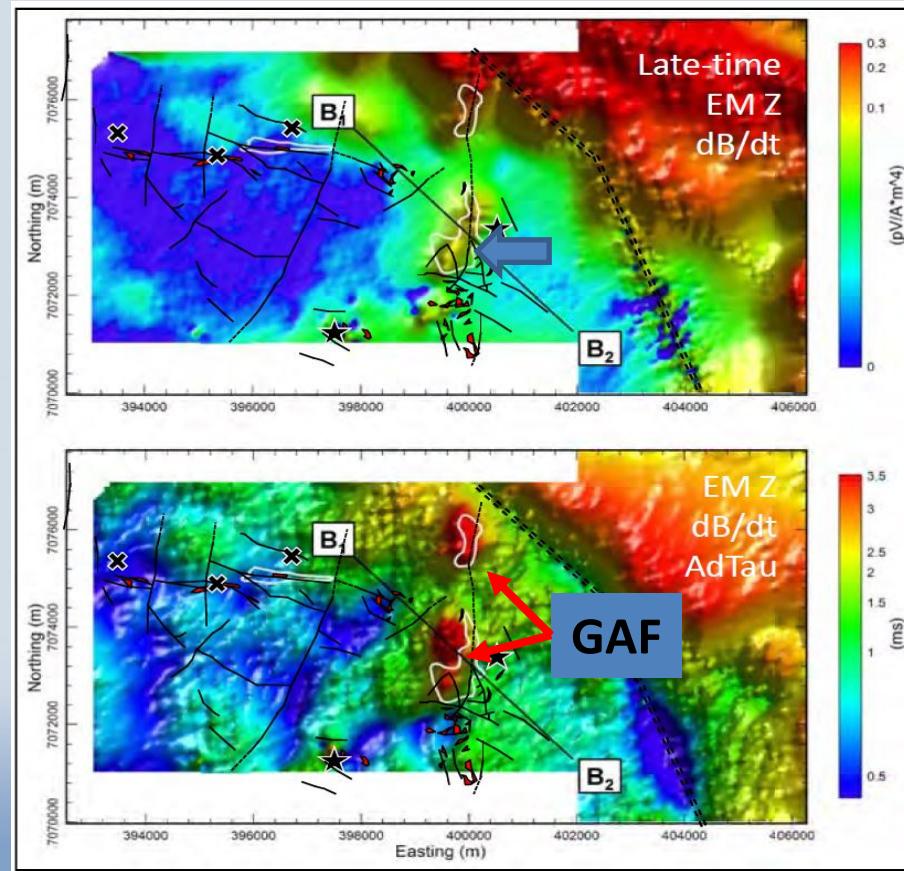 Late-time
EM Z
dB/dt
B1
B2
Northing (m)
7076000
7074000
7072000
7070000
394000 396000 398000 400000 402000 404000 406000
0.3
0.2
0.1
0
(pV/A*m^4)
EM Z
dB/dt
AdTau
B1
GAF
B2
Northing (m)
7076000
7074000
7072000
7070000
394000 396000 398000 400000 402000 404000 406000
Easting (m)
3.5
2.5
2
1.5
1
0.5
(ms)